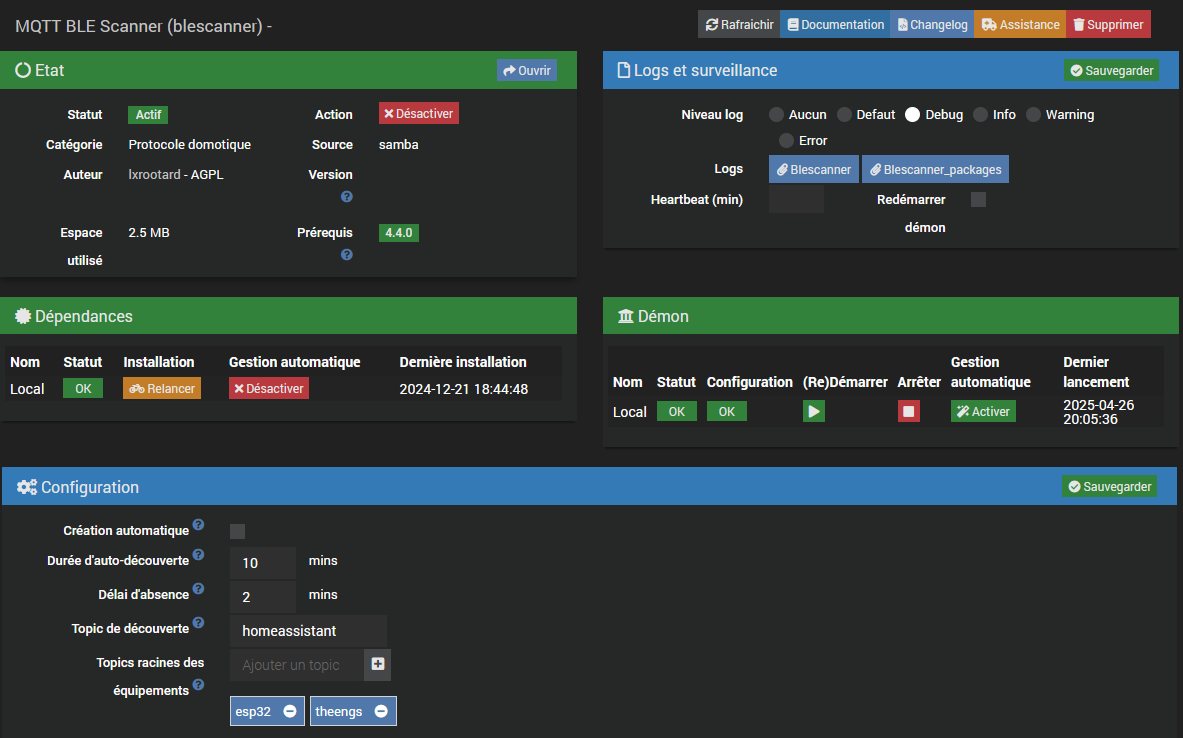 MQTT BLE Scanner (blescanner) -
Rafraichir Documentation Changelog Assistance Supprimer
Etat Ouvrir
Statut Actif Action Désactiver
Catégorie Protocole domotique Source samba
Auteur lxrootard - AGPL Version
?
Espace utilisé 2.5 MB Prérequis 4.4.0
?
Logs et surveillance Sauvegarder
Niveau log Aucun Defaut Debug Info Warning
Error
Logs Blescanner Blescanner_packages
Heartbeat (min) Redémarrer
démon
Dépendances
Nom Statut Installation Gestion automatique Dernière installation
Local OK Relancer Désactiver 2024-12-21 18:44:48
Démon
Nom Statut Configuration (Re)Démarrer Arrêter Gestion automatique Dernier lancement
Local OK OK Activer 2025-04-26 20:05:36
Configuration Sauvegarder
Création automatique ?
Durée d'auto-découverte ? 10 mins
Délai d'absence ? 2 mins
Topic de découverte ? homeassistant
Topics racines des Ajouter un topic
équipements ?
esp32 theengs